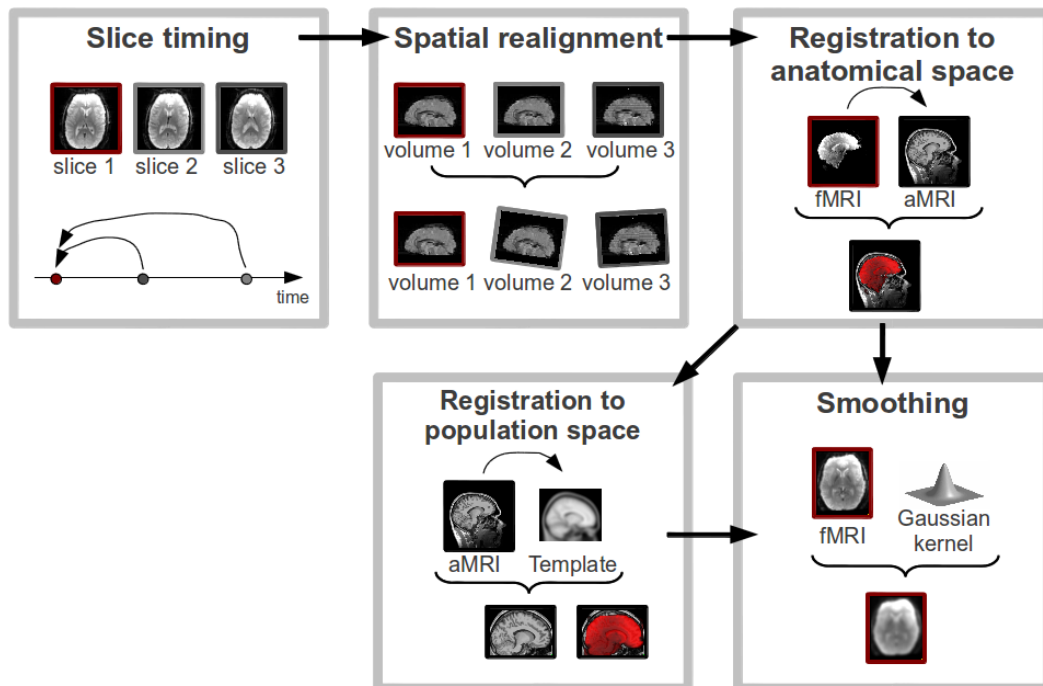 Slice timing
slice 1 slice 2 slice 3
time
Spatial realignment
volume 1 volume 2 volume 3
volume 1 volume 2 volume 3
Registration to
anatomical space
fMRI aMRI
Registration to
population space
aMRI Template
Smoothing
fMRI
Gaussian
kernel